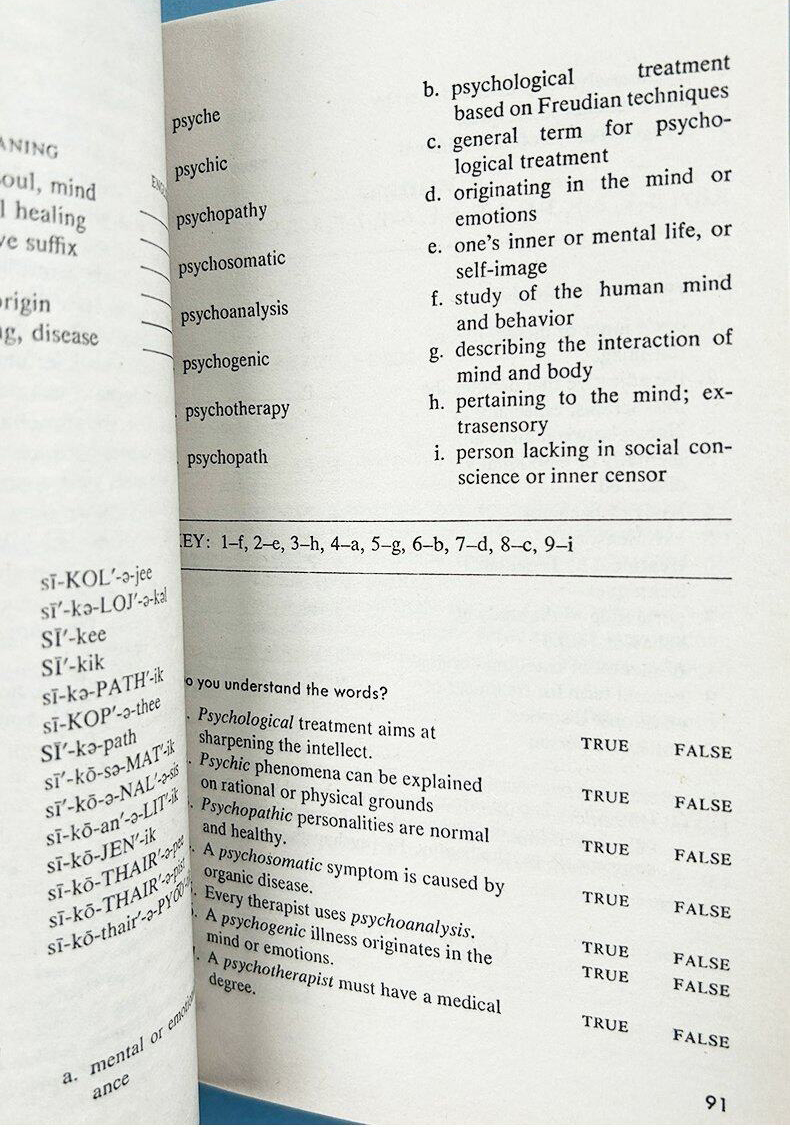 ANING
oul, mind
l healing
ve suffix
origin
ng, disease
sī-KOL′-ə-jee
sī′-kə-LOJ′-ə-kəl
SĪ′-kee
SĪ′-kik
sī-kə-PATH′-ik
sī-KOP′-ə-thee
SĪ′-kə-path
sī′-kō-sə-MAT′-ik
sī′-kō-ə-NAL′-ə-sis
sī-kō-an′-ə-LIT′-ik
sī-kō-JEN′-ik
sī-kō-THAIR′-ə-pee
sī-kō-THAIR′-ə-pist
sī-kō-thair′-ə-PYOO
a. mental or emotion
ance
psyche
psychic
psychopathy
psychosomatic
psychoanalysis
psychogenic
psychotherapy
psychopath
b. psychological treatment
based on Freudian techniques
c. general term for psycho-
logical treatment
d. originating in the mind or
emotions
e. one's inner or mental life, or
self-image
f. study of the human mind
and behavior
g. describing the interaction of
mind and body
h. pertaining to the mind; ex-
trasensory
i. person lacking in social con-
science or inner censor
EY: 1–f, 2–e, 3–h, 4–a, 5–g, 6–b, 7–d, 8–c, 9–i
o you understand the words?
. Psychological treatment aims at
sharpening the intellect. TRUE FALSE
. Psychic phenomena can be explained
on rational or physical grounds TRUE FALSE
. Psychopathic personalities are normal
and healthy. TRUE FALSE
. A psychosomatic symptom is caused by
organic disease. TRUE FALSE
. Every therapist uses psychoanalysis. TRUE FALSE
. A psychogenic illness originates in the
mind or emotions. TRUE FALSE
. A psychotherapist must have a medical
degree. TRUE FALSE
91